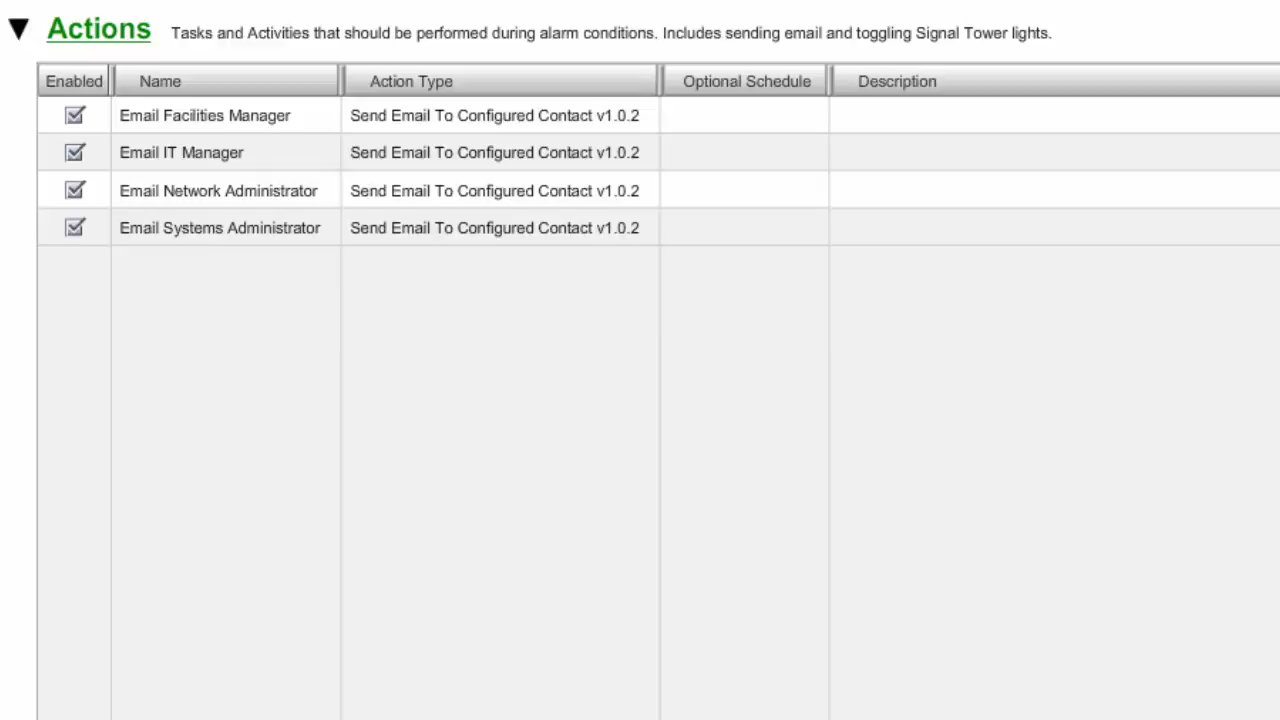 Actions Tasks and Activities that should be performed during alarm conditions. Includes sending email and toggling Signal Tower lights.
Enabled Name Action Type Optional Schedule Description
Email Facilities Manager Send Email To Configured Contact v1.0.2
Email IT Manager Send Email To Configured Contact v1.0.2
Email Network Administrator Send Email To Configured Contact v1.0.2
Email Systems Administrator Send Email To Configured Contact v1.0.2